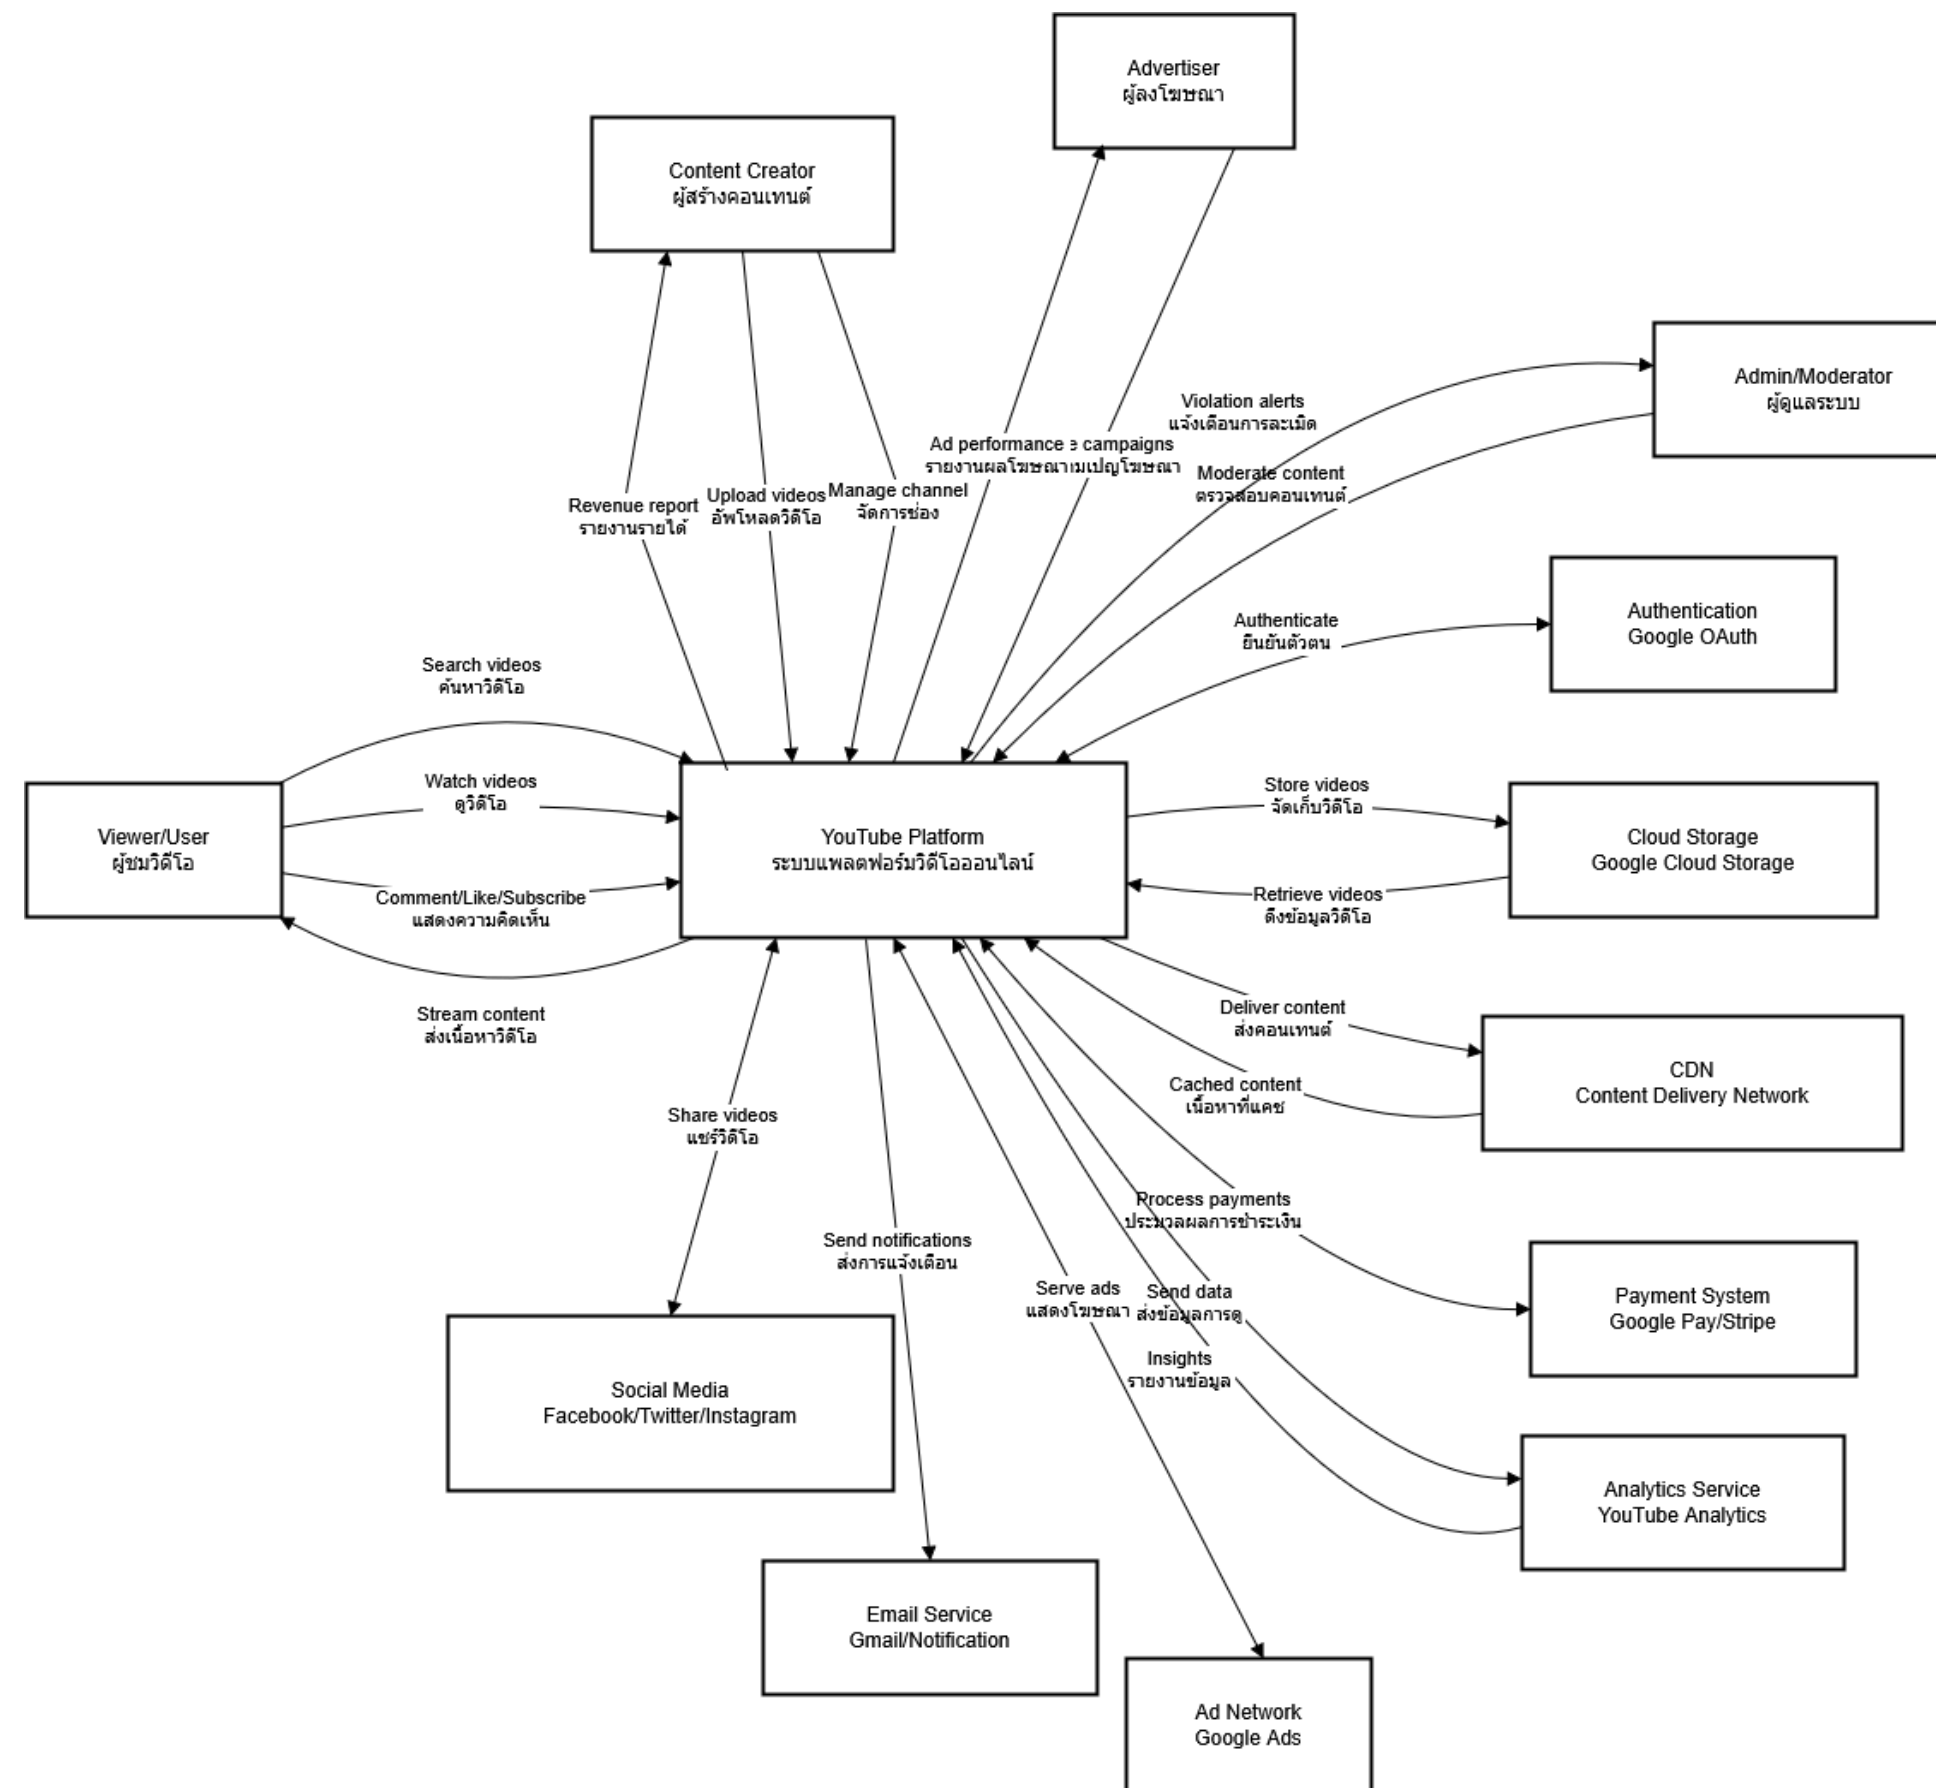 Advertiser
ผู้ลงโฆษณา
Content Creator
ผู้สร้างคอนเทนต์
Admin/Moderator
ผู้ดูแลระบบ
Violation alerts
แจ้งเตือนการละเมิด
Ad performance
campaigns
รายงานผลโฆษณา
Moderate content
ตรวจสอบคอนเทนต์
Manage channel
จัดการช่อง
Upload videos
อัพโหลดวิดีโอ
Revenue report
รายงานรายได้
Authentication
Google OAuth
Authenticate
ยืนยันตัวตน
Search videos
ค้นหาวิดีโอ
Watch videos
ดูวิดีโอ
Store videos
จัดเก็บวิดีโอ
Viewer/User
ผู้ชมวิดีโอ
YouTube Platform
ระบบแพลตฟอร์มวิดีโอออนไลน์
Cloud Storage
Google Cloud Storage
Comment/Like/Subscribe
แสดงความคิดเห็น
Retrieve videos
ดึงข้อมูลวิดีโอ
Stream content
ส่งเนื้อหาวิดีโอ
Deliver content
ส่งคอนเทนต์
CDN
Content Delivery Network
Cached content
เนื้อหาที่แคช
Share videos
แชร์วิดีโอ
Process payments
ประมวลผลการชำระเงิน
Send notifications
ส่งการแจ้งเตือน
Serve ads
แสดงโฆษณา
Send data
ส่งข้อมูลการดู
Payment System
Google Pay/Stripe
Insights
รายงานข้อมูล
Social Media
Facebook/Twitter/Instagram
Analytics Service
YouTube Analytics
Email Service
Gmail/Notification
Ad Network
Google Ads